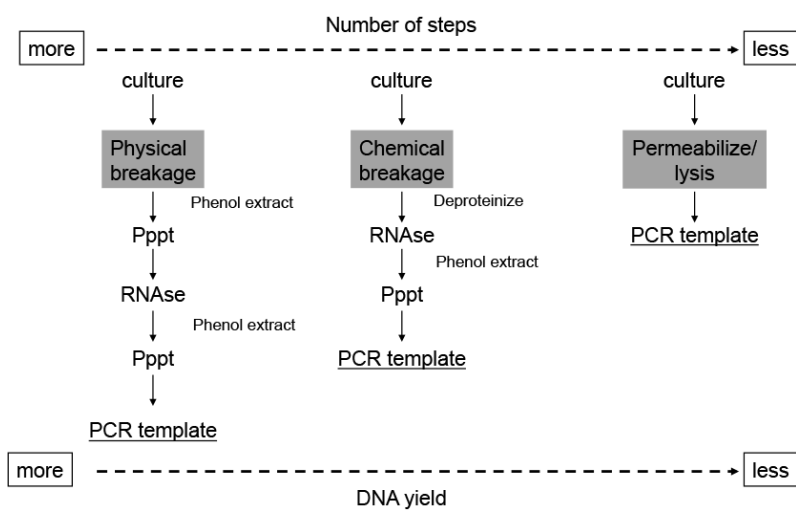 Number of steps
more
less
culture
culture
culture
Physical
breakage
Chemical
breakage
Permeabilize/
lysis
Phenol extract
Deproteinize
Pppt
RNAse
PCR template
Phenol extract
RNAse
Pppt
Phenol extract
Pppt
PCR template
PCR template
more
less
DNA yield